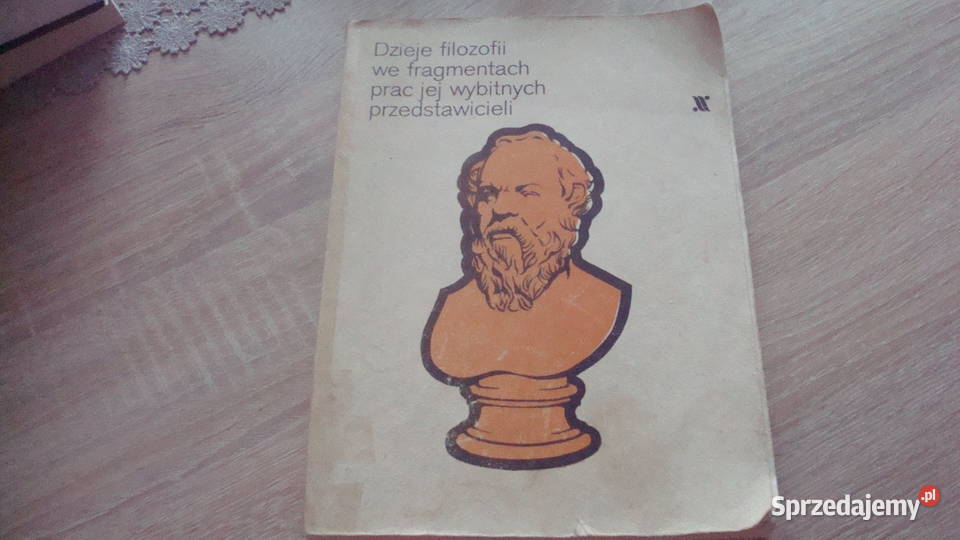 Dzieje filozofii
we fragmentach
prac jej wybitnych
przedstawicieli
Sprzedajemy.pl